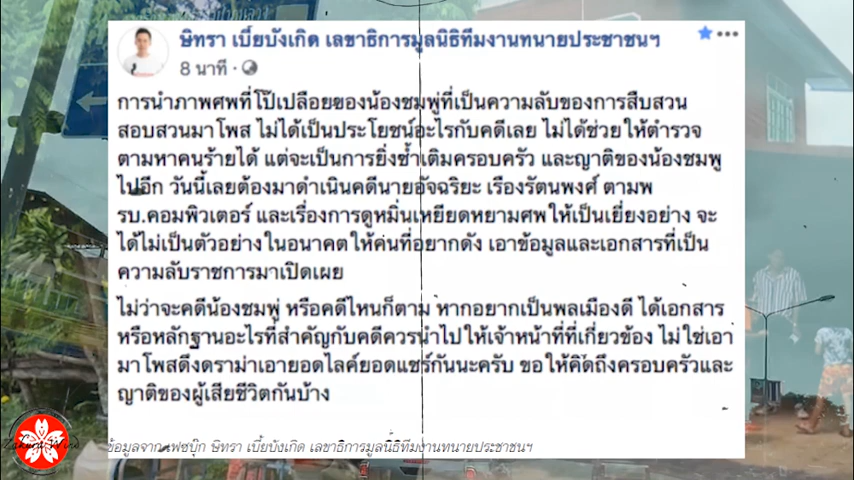 ษิทรา เบี้ยบังเกิด เลขาธิการมูลนิธิทีมงานทนายประชาชนฯ
8 นาที ·
การนำภาพศพที่โป๊เปลือยของน้องชมพู่ที่เป็นความลับของการสืบสวน
สอบสวนมาโพส ไม่ได้เป็นประโยชน์อะไรกับคดีเลย ไม่ได้ช่วยให้ตำรวจ
ตามหาคนร้ายได้ แต่จะเป็นการยิ่งซ้ำเติมครอบครัว และญาติของน้องชมพู่
ไปอีก วันนี้เลยต้องมาดำเนินคดีนายอัจฉริยะ เรืองรัตนพงศ์ ตามพ
รบ.คอมพิวเตอร์ และเรื่องการดูหมิ่นเหยียดหยามศพให้เป็นเยี่ยงอย่าง จะ
ได้ไม่เป็นตัวอย่างในอนาคตให้คนที่อยากดัง เอาข้อมูลและเอกสารที่เป็น
ความลับราชการมาเปิดเผย
ไม่ว่าจะคดีน้องชมพู่ หรือคดีไหนก็ตาม หากอยากเป็นพลเมืองดี ได้เอกสาร
หรือหลักฐานอะไรที่สำคัญกับคดีควรนำไปให้เจ้าหน้าที่ที่เกี่ยวข้อง ไม่ใช่เอา
มาโพสดึงดราม่าเอายอดไลค์ยอดแชร์กันนะครับ ขอให้คิดถึงครอบครัวและ
ญาติของผู้เสียชีวิตกันบ้าง
ข้อมูลจาก เฟซบุ๊ก ษิทรา เบี้ยบังเกิด เลขาธิการมูลนิธิทีมงานทนายประชาชนฯ